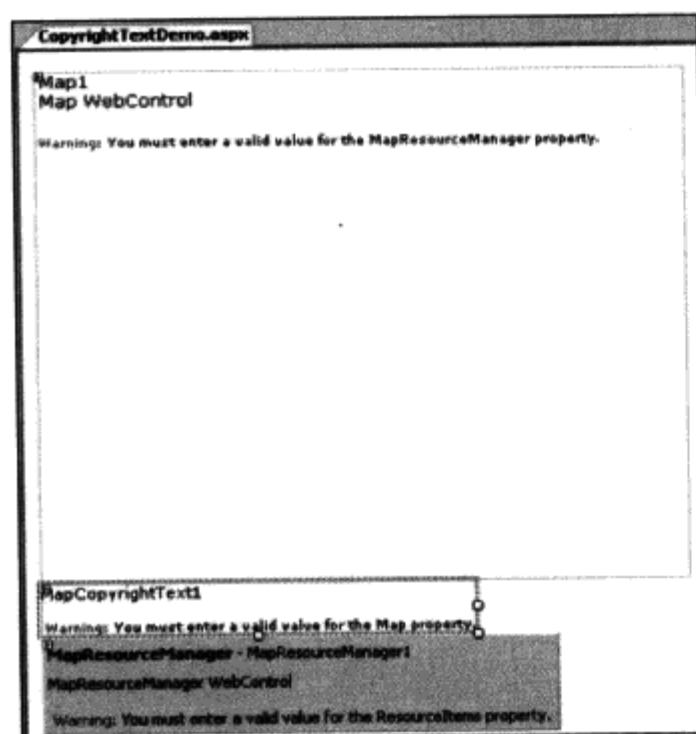 CopyrightTextDemo.aspx
Map1
Map WebControl
Warning: You must enter a valid value for the MapResourceManager property.
MapCopyrightText1
Warning: You must enter a valid value for the Map property.
MapResourceManager - MapResourceManager1
MapResourceManager WebControl
Warning: You must enter a valid value for the ResourceItems property.